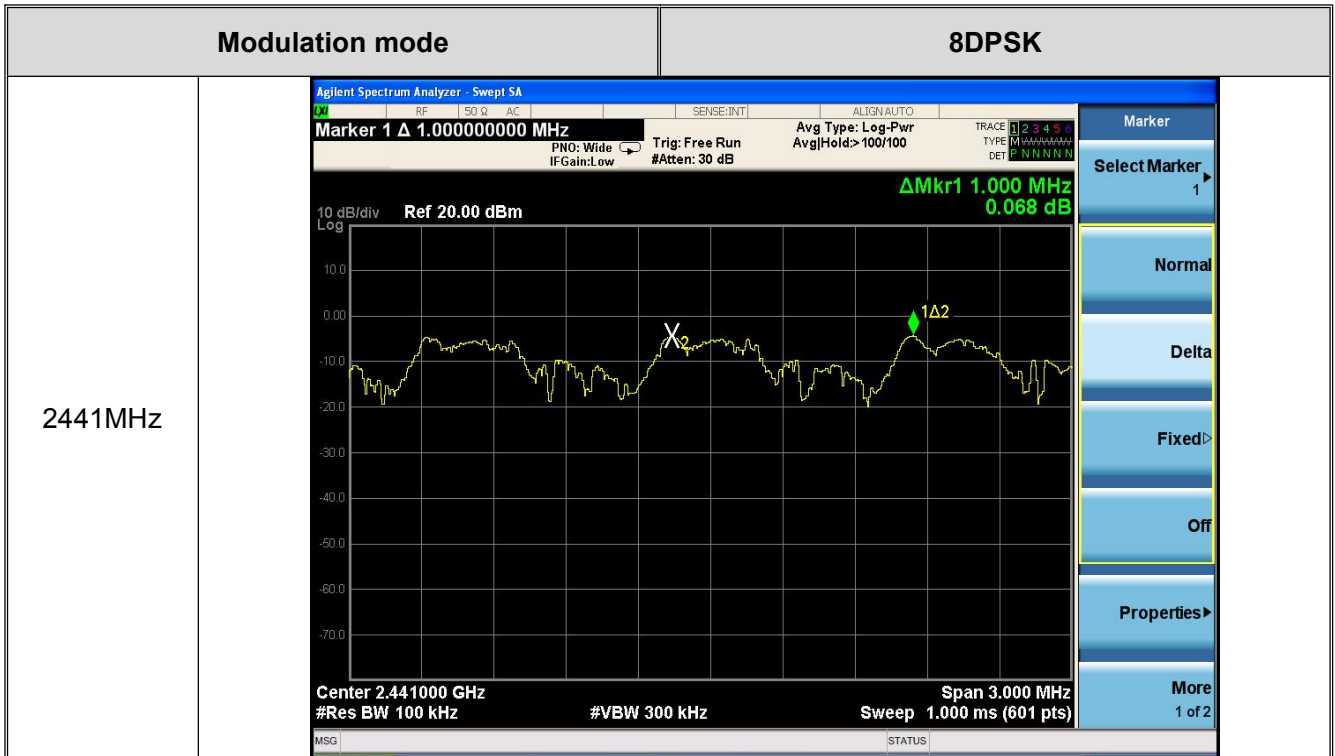 Modulation mode 8DPSK
2441MHz
Agilent Spectrum Analyzer - Swept SA
LXI RF 50 Ω AC SENSE:INT ALIGN AUTO
Marker 1 Δ 1.000000000 MHz
PNO: Wide
IFGain:Low
Trig: Free Run
#Atten: 30 dB
Avg Type: Log-Pwr
Avg|Hold:>100/100
TRACE 1 2 3 4 5 6
TYPE M
DET P N N N N N
ΔMkr1 1.000 MHz
0.068 dB
10 dB/div Ref 20.00 dBm
Log
10.0
0.00
-10.0
-20.0
-30.0
-40.0
-50.0
-60.0
-70.0
2
1Δ2
Center 2.441000 GHz Span 3.000 MHz
#Res BW 100 kHz #VBW 300 kHz Sweep 1.000 ms (601 pts)
MSG STATUS
Marker
Select Marker
1
Normal
Delta
Fixed
Off
Properties
More
1 of 2